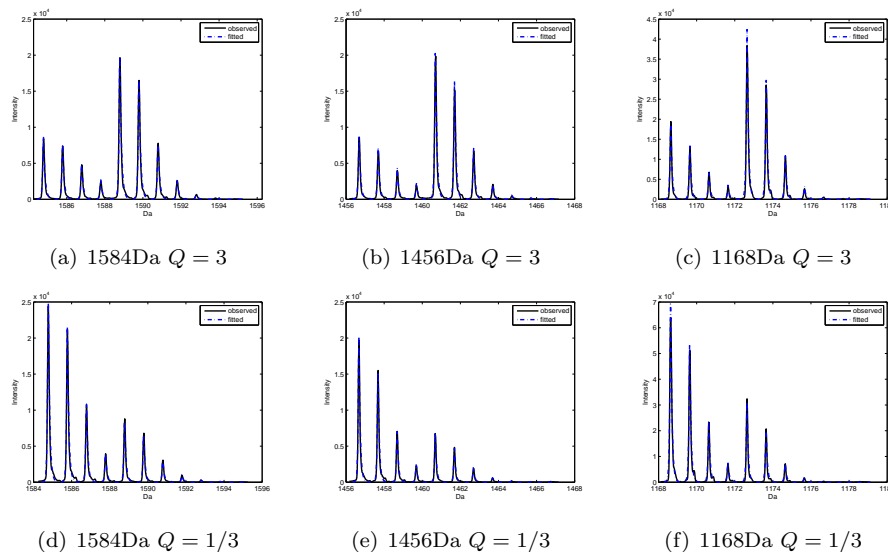 x 10⁴
2.5
2
1.5
1
0.5
0
Intensity
1586 1588 1590 1592 1594 1596
Da
observed
fitted
(a) 1584Da Q = 3
x 10⁴
2.5
2
1.5
1
0.5
0
Intensity
1456 1458 1460 1462 1464 1466 1468
Da
observed
fitted
(b) 1456Da Q = 3
x 10⁴
4.5
4
3.5
3
2.5
2
1.5
1
0.5
0
Intensity
1168 1170 1172 1174 1176 1178 118
Da
observed
fitted
(c) 1168Da Q = 3
x 10⁴
2.5
2
1.5
1
0.5
0
Intensity
1584 1586 1588 1590 1592 1594 1596
Da
observed
fitted
(d) 1584Da Q = 1/3
x 10⁴
2.5
2
1.5
1
0.5
0
Intensity
1456 1458 1460 1462 1464 1466 1468
Da
observed
fitted
(e) 1456Da Q = 1/3
x 10⁴
7
6
5
4
3
2
1
0
Intensity
1168 1170 1172 1174 1176 1178 118
Da
observed
fitted
(f) 1168Da Q = 1/3